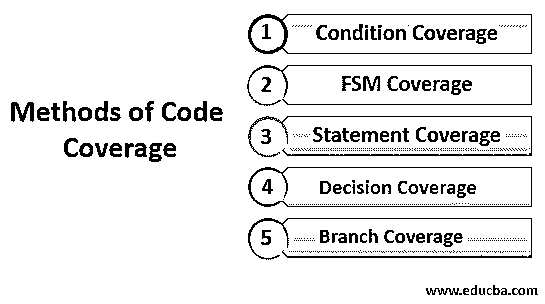 Methods of Code
Coverage
1 Condition Coverage
2 FSM Coverage
3 Statement Coverage
4 Decision Coverage
5 Branch Coverage
www.educba.com